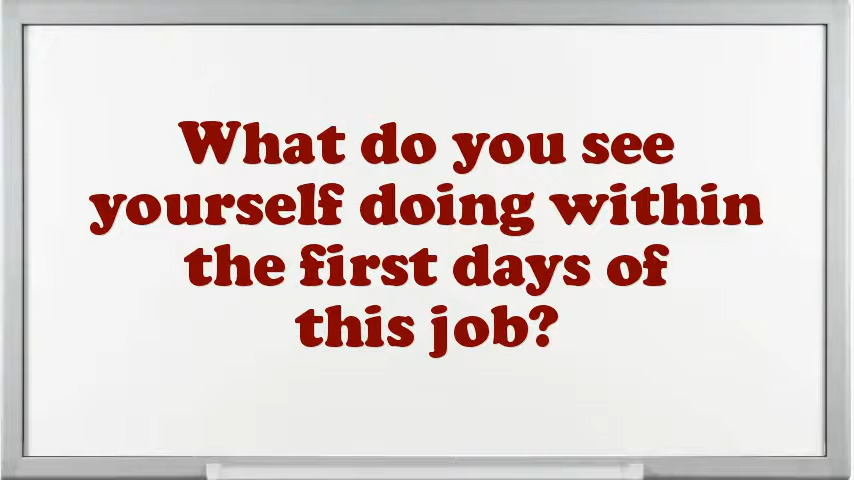 What do you see
yourself doing within
the first days of
this job?